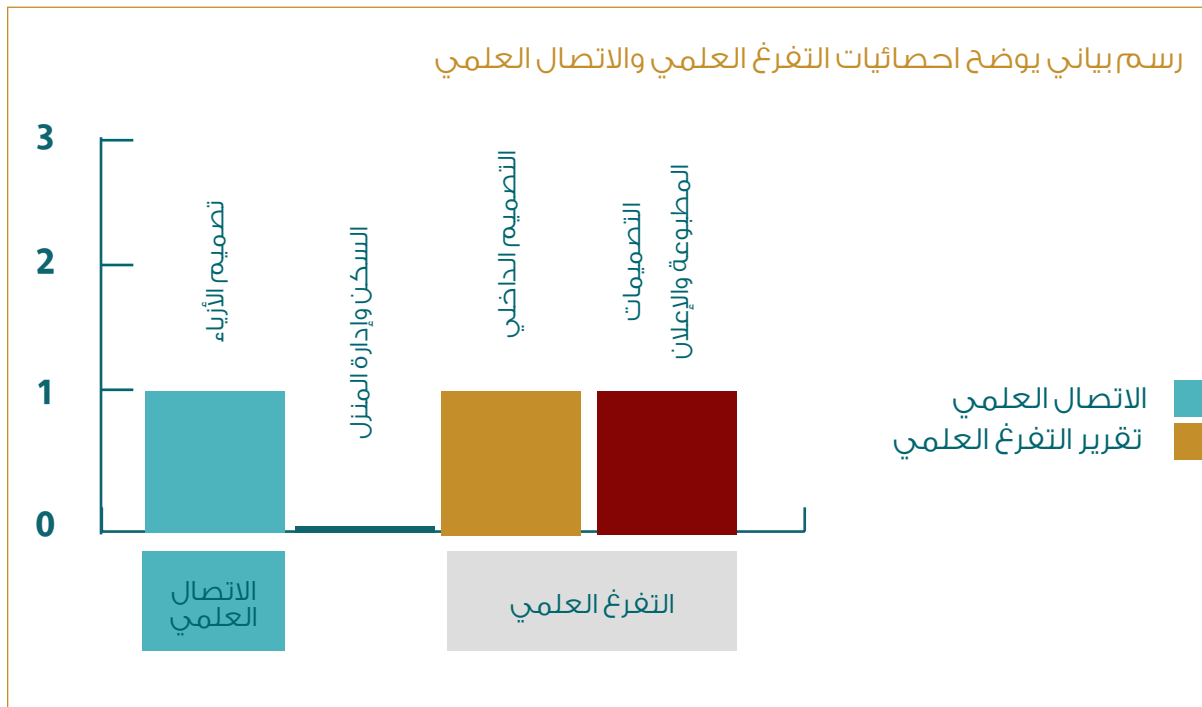 رسم بياني يوضح احصائيات التفرغ العلمي والاتصال العلمي
3
2
1
0
تصميم الأزياء
السكن وإدارة المنزل
التصميم الداخلي
التصميمات
المطبوعة والإعلان
الاتصال العلمي
تقرير التفرغ العلمي
الاتصال
العلمي
التفرغ العلمي